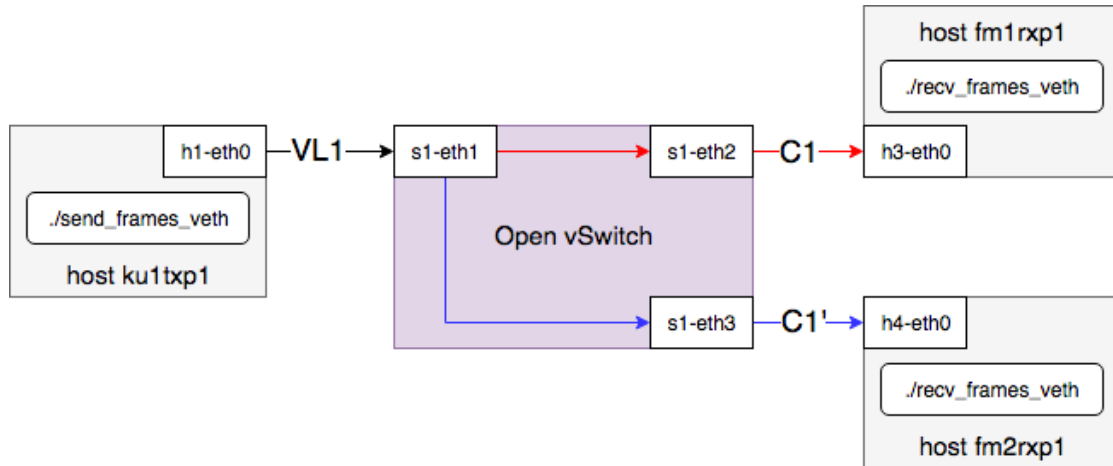 host fm1rxp1
./recv_frames_veth
h1-eth0
VL1
s1-eth1
s1-eth2
C1
h3-eth0
./send_frames_veth
Open vSwitch
host ku1txp1
s1-eth3
C1'
h4-eth0
./recv_frames_veth
host fm2rxp1